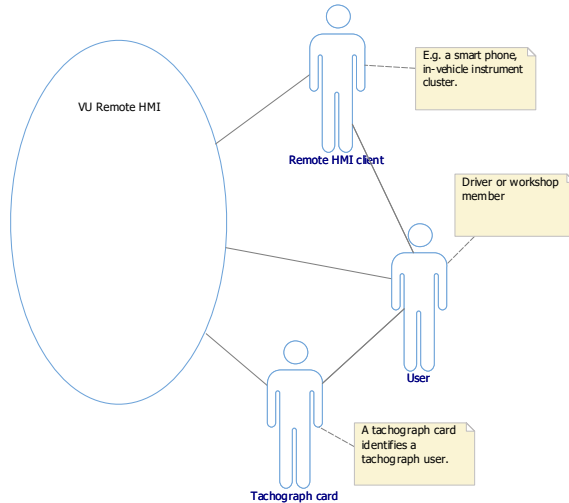 E.g. a smart phone,
in-vehicle instrument
cluster.
VU Remote HMI
Remote HMI client
Driver or workshop
member
User
A tachograph card
identifies a
tachograph user.
Tachograph card